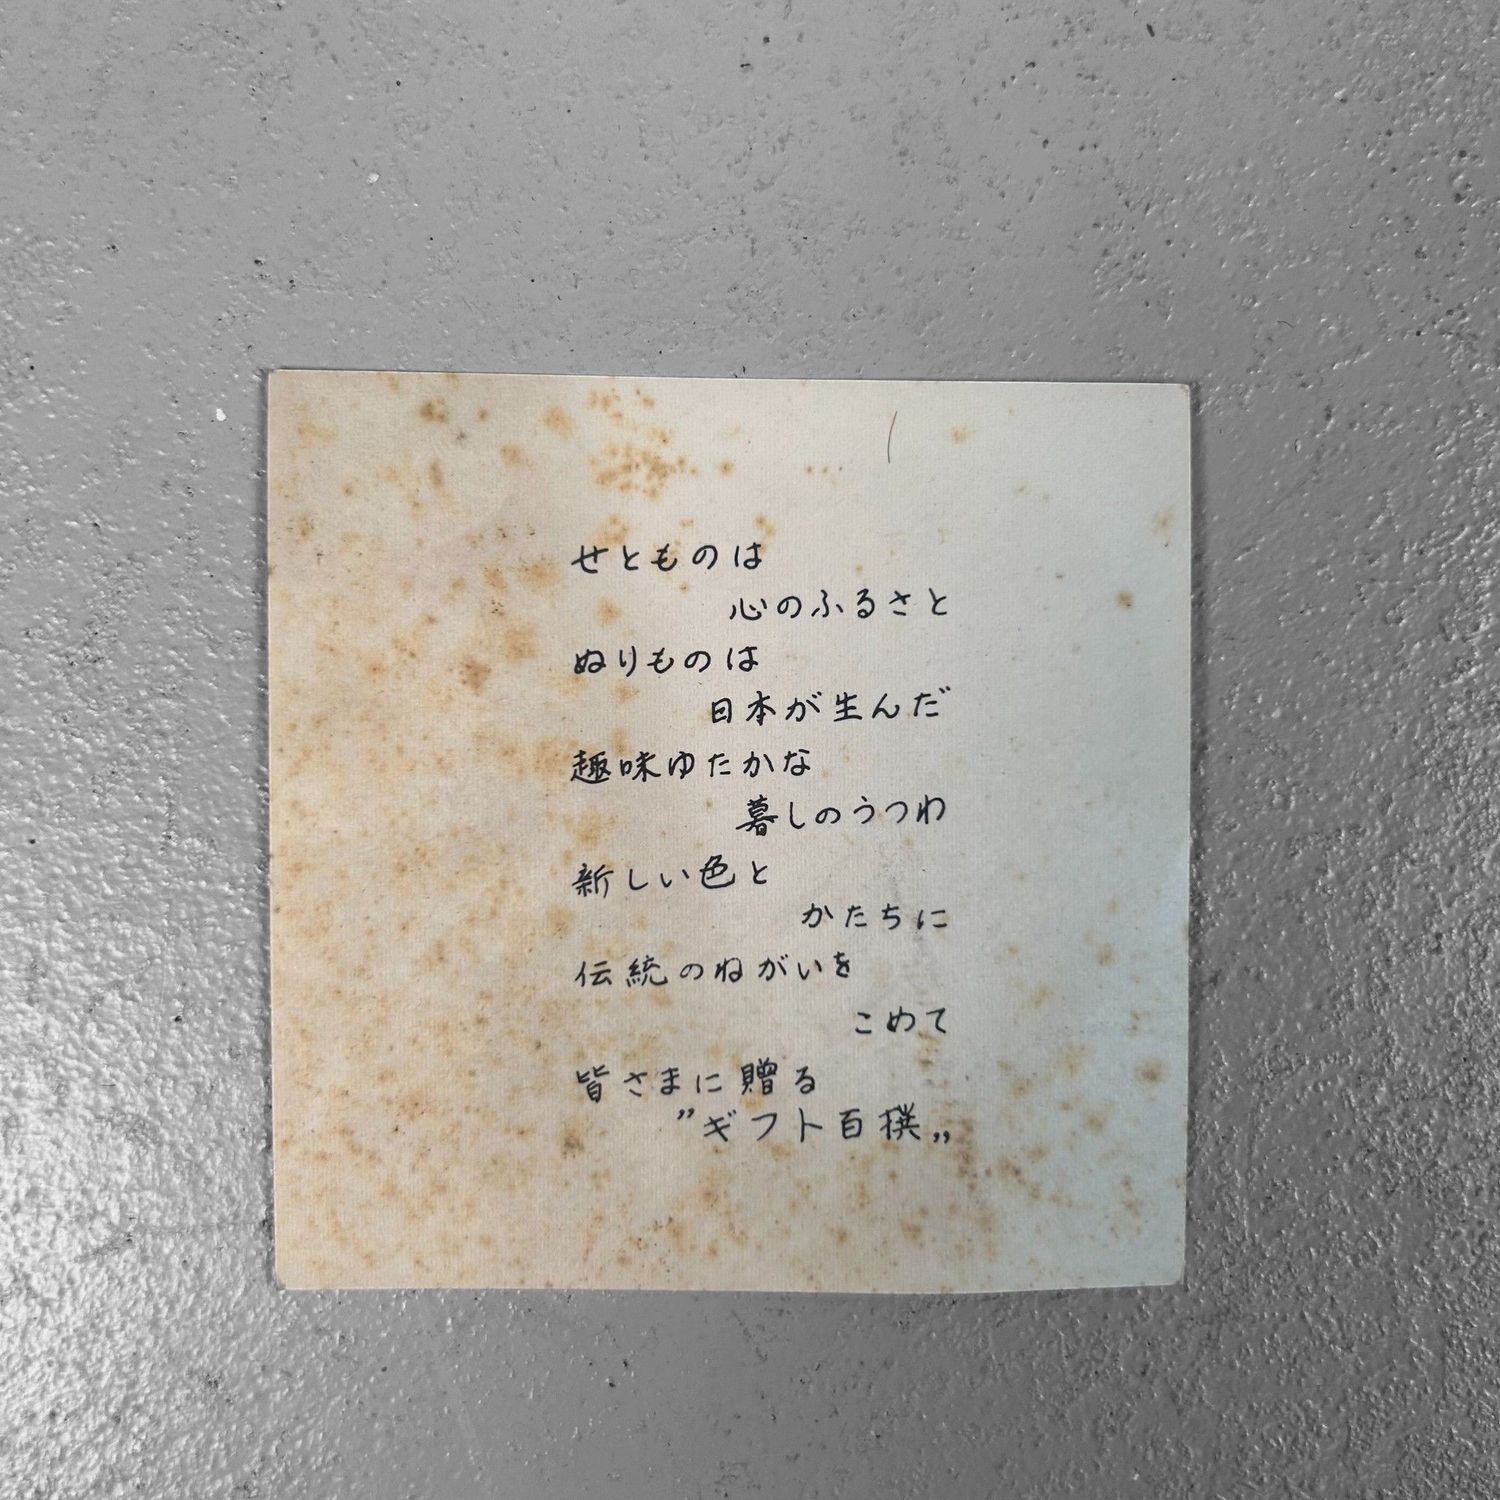 せとものは
心のふるさと
ぬりものは
日本が生んだ
趣味ゆたかな
暮しのうつわ
新しい色と
かたちに
伝統のねがいを
こめて
皆さまに贈る
”ギフト百撰„